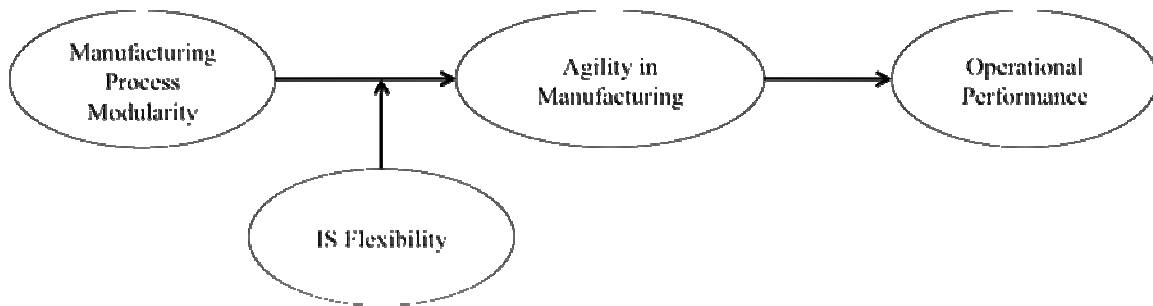 Manufacturing
Process
Modularity
Agility in
Manufacturing
Operational
Performance
IS Flexibility